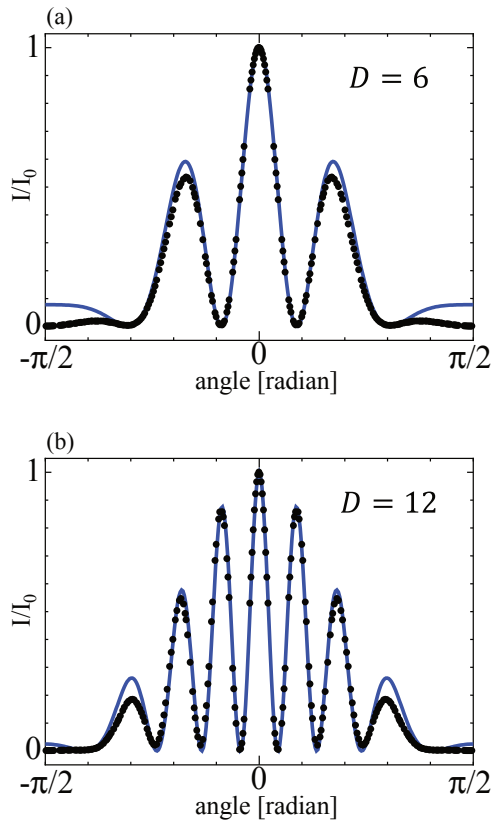 (a)
1
D = 6
I/I0
0
-π/2
0
π/2
angle [radian]
(b)
1
D = 12
I/I0
0
-π/2
0
π/2
angle [radian]